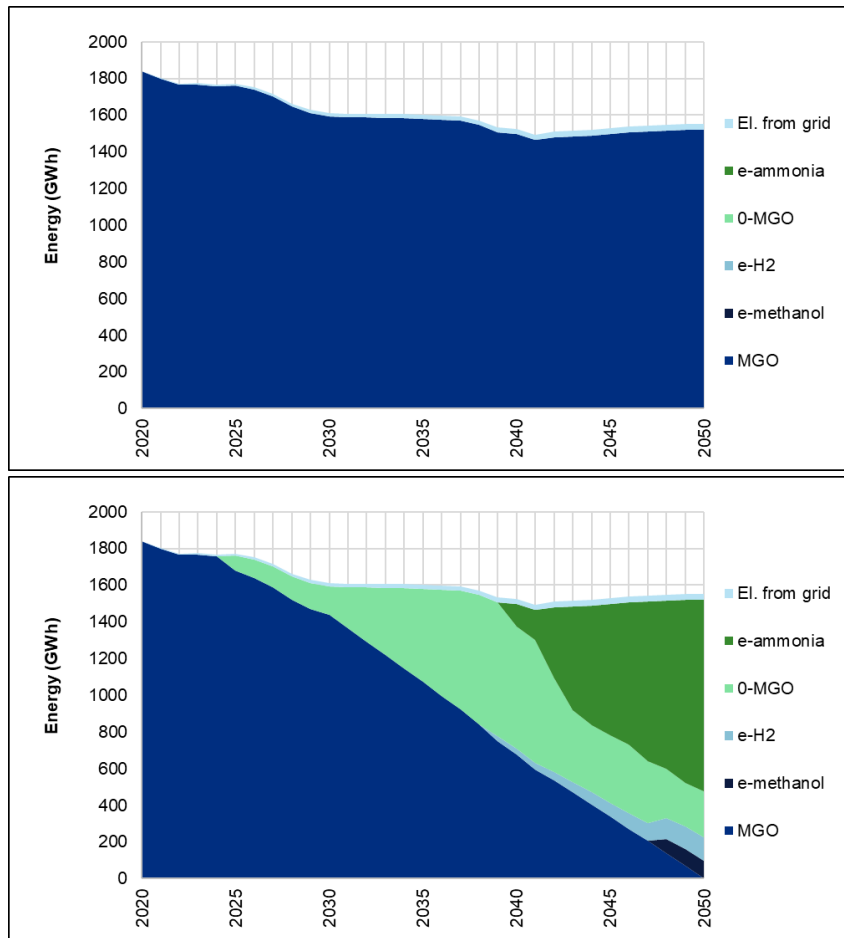 2000
1800
1600
1400
1200
1000
800
600
400
200
0
Energy (GWh)
2020
2025
2030
2035
2040
2045
2050
El. from grid
e-ammonia
0-MGO
e-H2
e-methanol
MGO
2000
1800
1600
1400
1200
1000
800
600
400
200
0
Energy (GWh)
2020
2025
2030
2035
2040
2045
2050
El. from grid
e-ammonia
0-MGO
e-H2
e-methanol
MGO